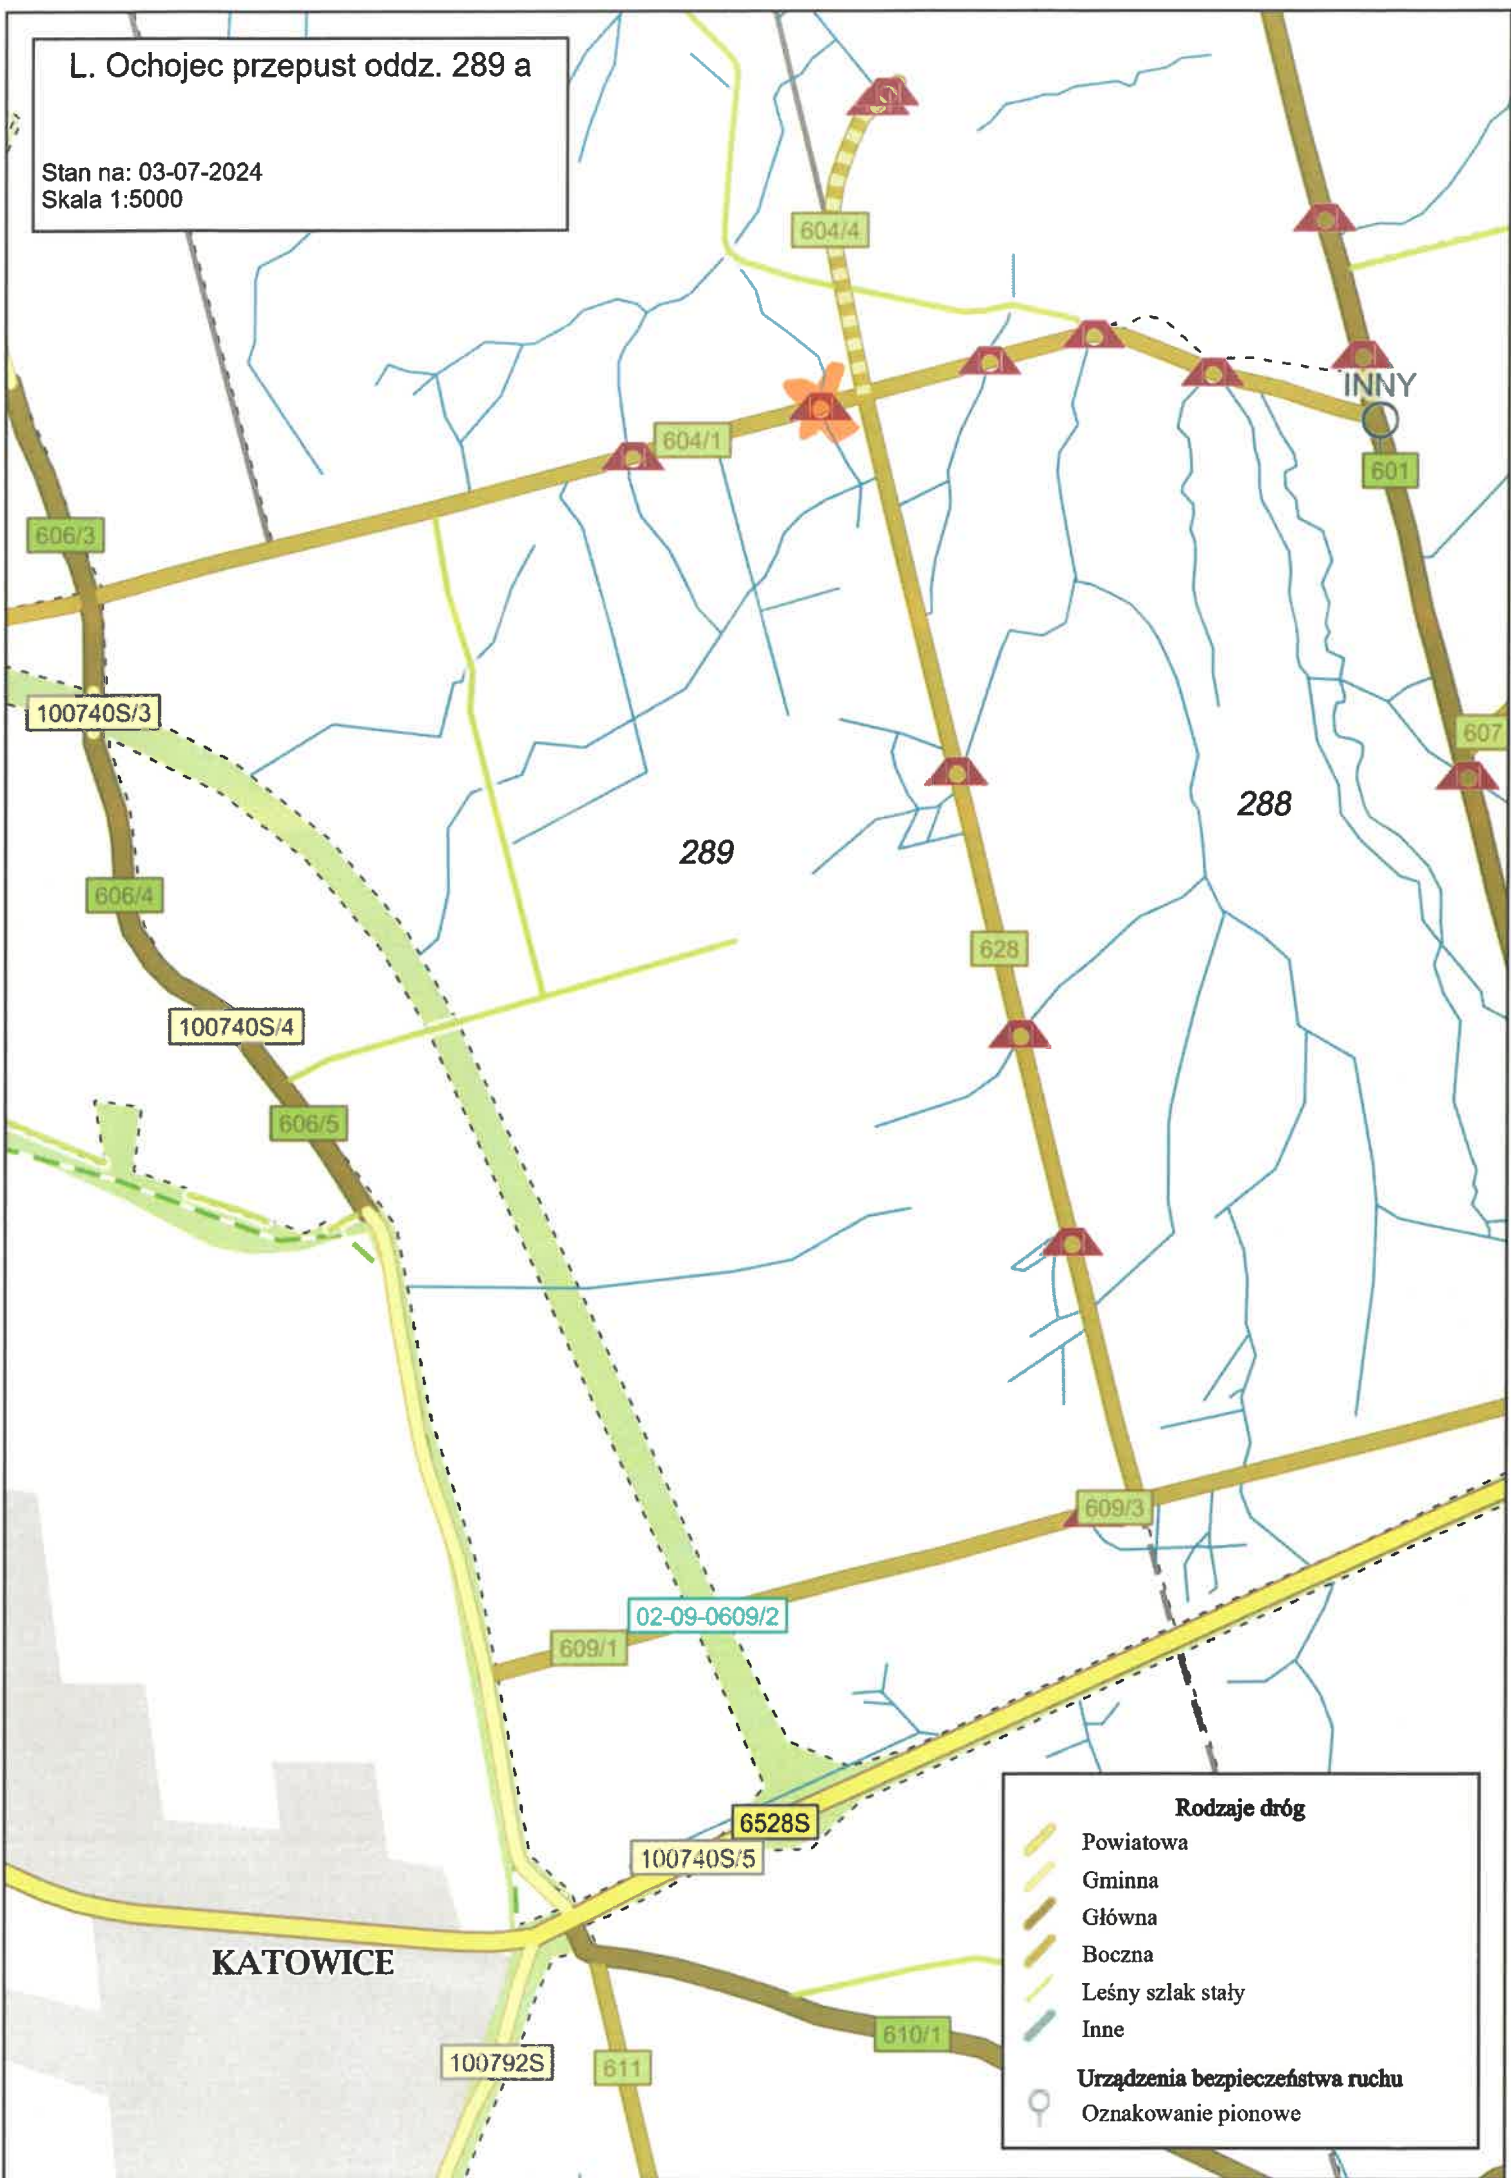 L. Ochojec przepust oddz. 289 a
Stan na: 03-07-2024
Skala 1:5000
604/4
INNY
604/1
601
606/3
100740S/3
607
288
289
606/4
628
100740S/4
606/5
609/3
02-09-0609/2
609/1
6528S
100740S/5
KATOWICE
610/1
100792S
611
Rodzaje dróg
Powiatowa
Gminna
Główna
Boczna
Leśny szlak stały
Inne
Urządzenia bezpieczeństwa ruchu
Oznakowanie pionowe